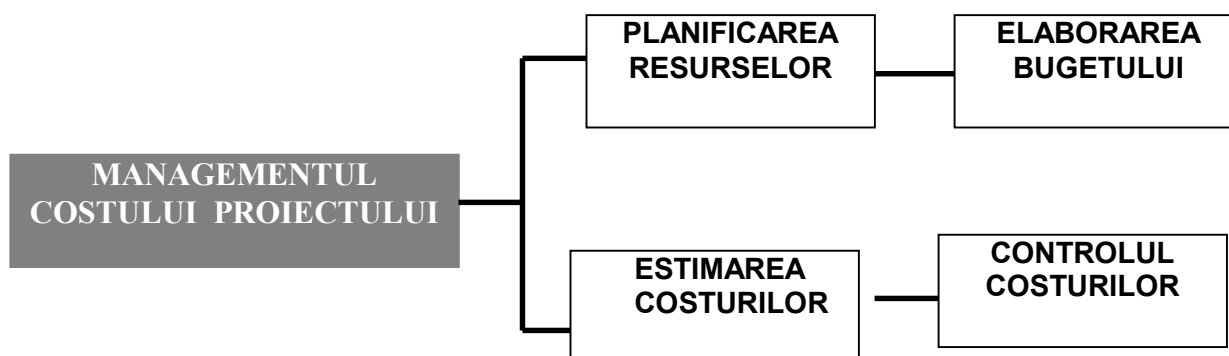 PLANIFICAREA
RESURSELOR
ELABORAREA
BUGETULUI
MANAGEMENTUL
COSTULUI PROIECTULUI
ESTIMAREA
COSTURILOR
CONTROLUL
COSTURILOR